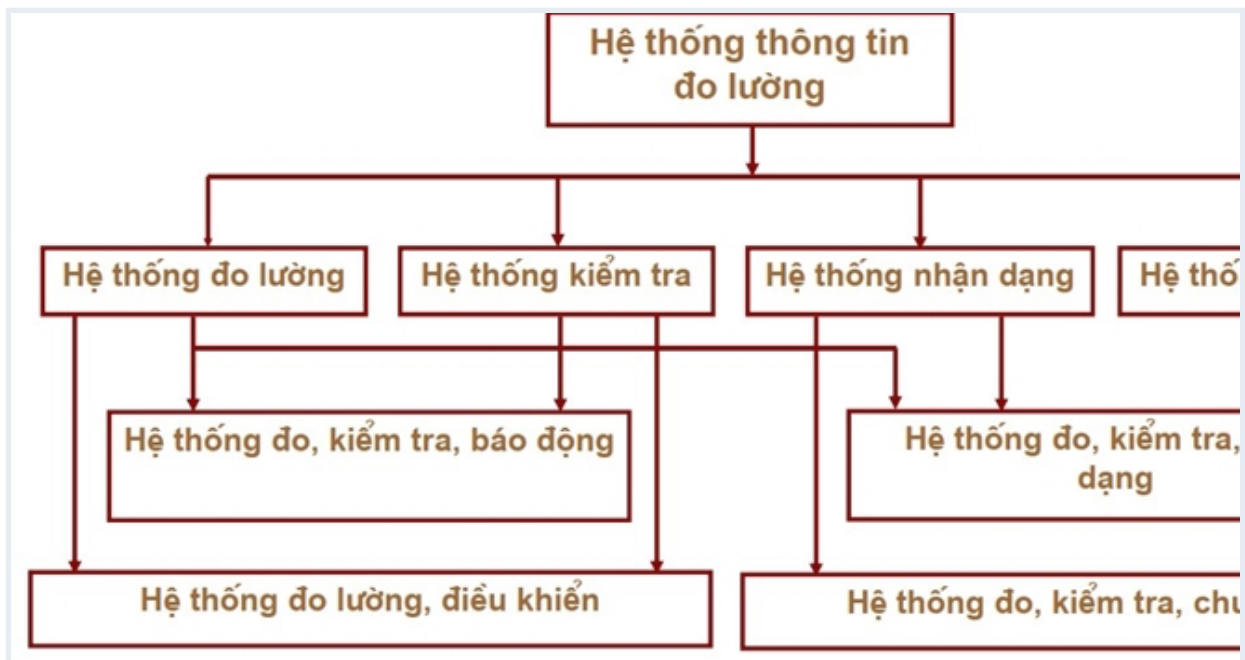 Hệ thống thông tin
đo lường
Hệ thống đo lường
Hệ thống kiểm tra
Hệ thống nhận dạng
Hệ
Hệ thống đo, kiểm tra, báo động
Hệ thống đo, kiểm tra,
dạng
Hệ thống đo lường, điều khiển
Hệ thống đo, kiểm tra,